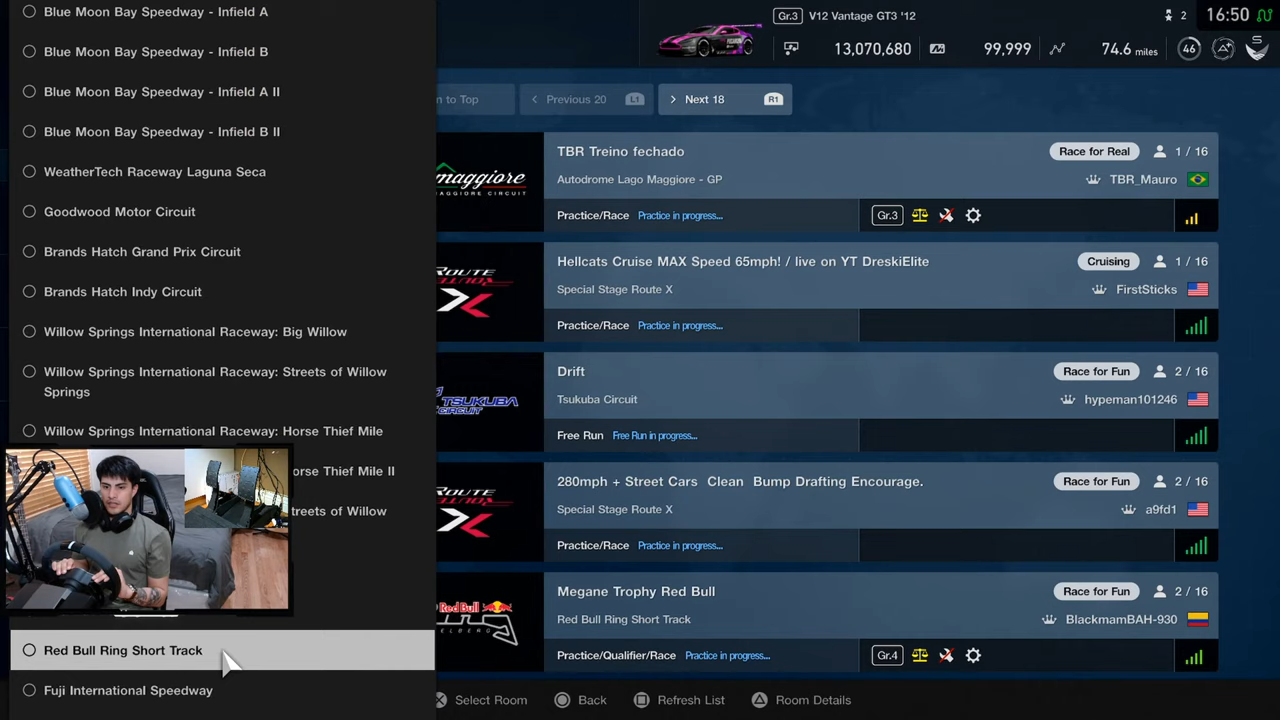 Blue Moon Bay Speedway - Infield A
Blue Moon Bay Speedway - Infield B
Blue Moon Bay Speedway - Infield A II
Blue Moon Bay Speedway - Infield B II
WeatherTech Raceway Laguna Seca
Goodwood Motor Circuit
Brands Hatch Grand Prix Circuit
Brands Hatch Indy Circuit
Willow Springs International Raceway: Big Willow
Willow Springs International Raceway: Streets of Willow
Springs
Willow Springs International Raceway: Horse Thief Mile
orse Thief Mile II
treets of Willow
Red Bull Ring Short Track
Fuji International Speedway
Gr.3 V12 Vantage GT3 '12
2 16:50
13,070,680 99,999 74.6 miles 46
n to Top < Previous 20 L1 > Next 18 R1
maggiore
MAGGIORE CIRCUIT
TBR Treino fechado Race for Real 1 / 16
Autodrome Lago Maggiore - GP TBR_Mauro
Practice/Race Practice in progress... Gr.3
ROUTE
X
Hellcats Cruise MAX Speed 65mph! / live on YT DreskiElite Cruising 1 / 16
Special Stage Route X FirstSticks
Practice/Race Practice in progress...
TSUKUBA
CIRCUIT
Drift Race for Fun 2 / 16
Tsukuba Circuit hypeman101246
Free Run Free Run in progress...
ROUTE
X
280mph + Street Cars Clean Bump Drafting Encourage. Race for Fun 2 / 16
Special Stage Route X a9fd1
Practice/Race Practice in progress...
Red Bull
Megane Trophy Red Bull Race for Fun 2 / 16
Red Bull Ring Short Track BlackmamBAH-930
Practice/Qualifier/Race Practice in progress... Gr.4
Select Room Back Refresh List Room Details